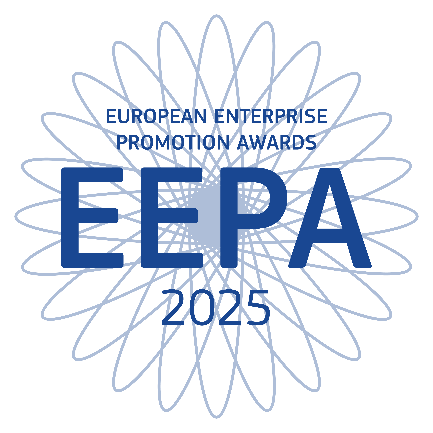 EUROPEAN ENTERPRISE
PROMOTION AWARDS
EEPA
2025